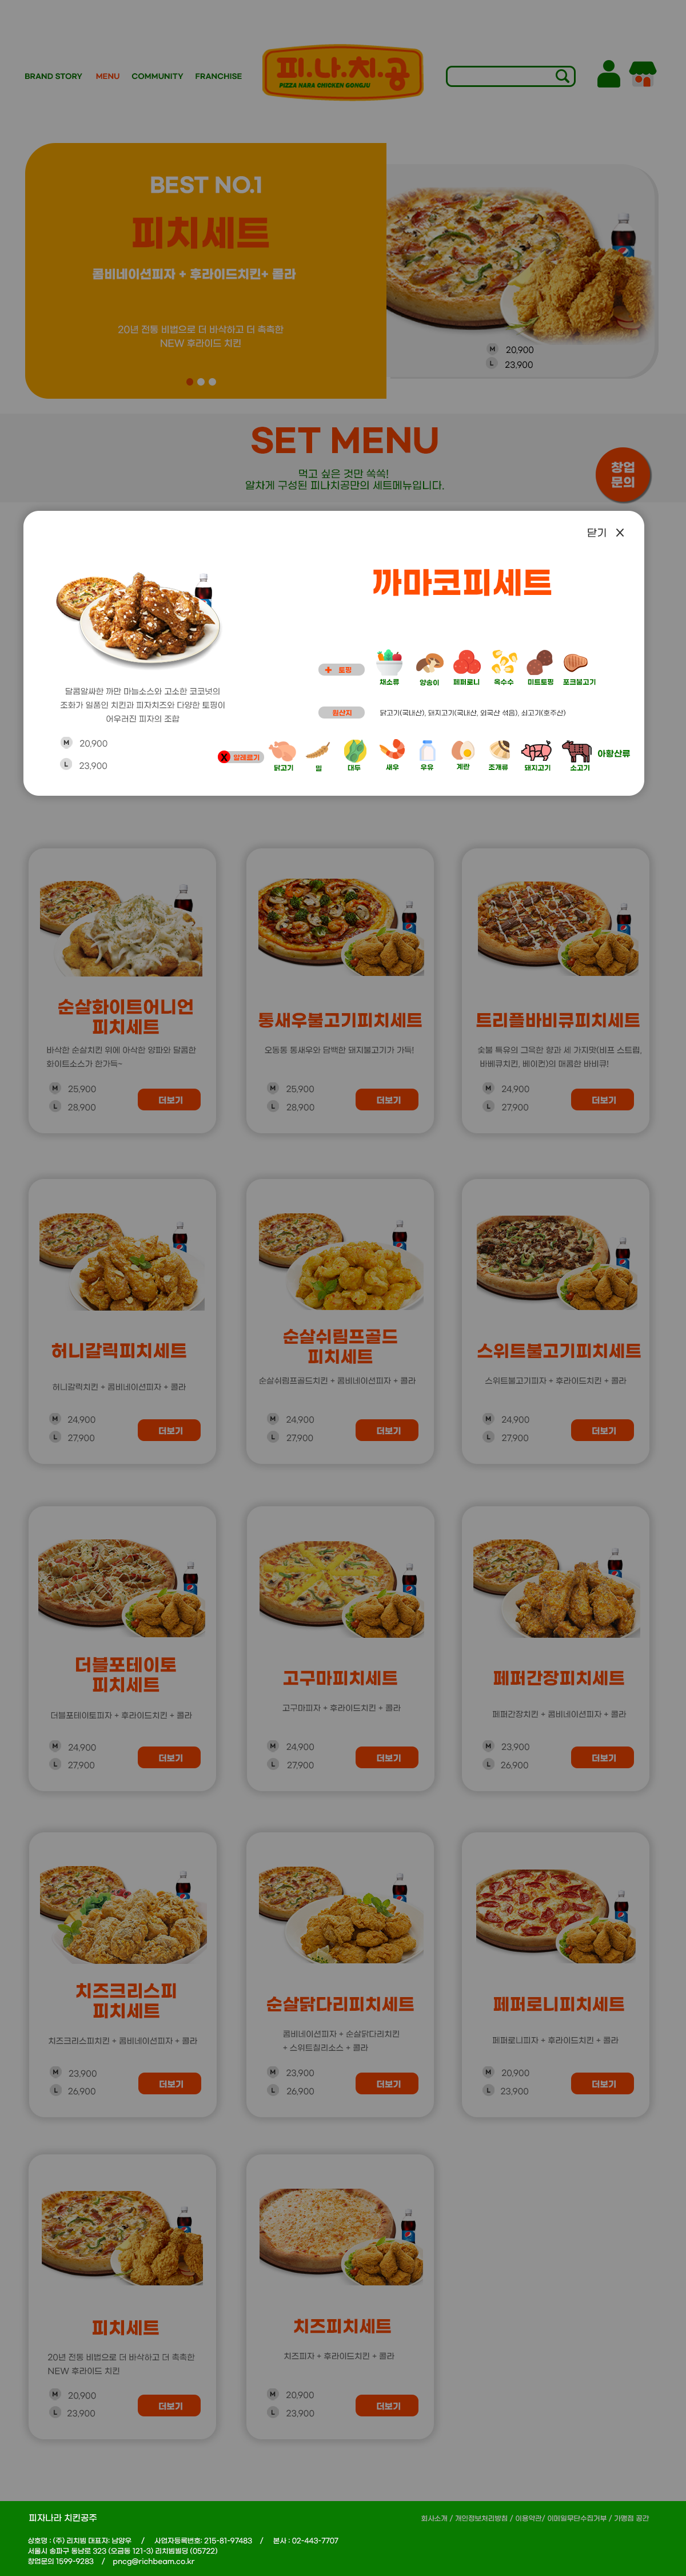 BRAND STORY MENU COMMUNITY FRANCHISE
피.나.치.공
PIZZA NARA CHICKEN GONGJU
BEST NO.1
피치세트
콤비네이션피자 + 후라이드치킨+ 콜라
20년 전통 비법으로 더 바삭하고 더 촉촉한
NEW 후라이드 치킨
M 20,900
L 23,900
SET MENU
먹고 싶은 것만 쏙쏙!
알차게 구성된 피나치공만의 세트메뉴입니다.
창업
문의
닫기 X
까마코피세트
달콤알싸한 까만 마늘소스와 고소한 코코넛의
조화가 일품인 치킨과 피자치즈와 다양한 토핑이
어우러진 피자의 조합
M 20,900
L 23,900
+ 토핑
채소류 양송이 페퍼로니 옥수수 미트토핑 포크불고기
원산지 닭고기(국내산), 돼지고기(국내산, 외국산 섞음), 쇠고기(호주산)
X 알레르기
닭고기 밀 대두 새우 우유 계란 조개류 돼지고기 소고기 아황산류
순살화이트어니언
피치세트
바삭한 순살치킨 위에 아삭한 양파와 달콤한
화이트소스가 한가득~
M 25,900
L 28,900
더보기
통새우불고기피치세트
오동통 통새우와 담백한 돼지불고기가 가득!
M 25,900
L 28,900
더보기
트리플바비큐피치세트
숯불 특유의 그윽한 향과 세 가지맛(비프 스트립,
바베큐치킨, 베이컨)의 매콤한 바비큐!
M 24,900
L 27,900
더보기
허니갈릭피치세트
허니갈릭치킨 + 콤비네이션피자 + 콜라
M 24,900
L 27,900
더보기
순살쉬림프골드
피치세트
순살쉬림프골드치킨 + 콤비네이션피자 + 콜라
M 24,900
L 27,900
더보기
스위트불고기피치세트
스위트불고기피자 + 후라이드치킨 + 콜라
M 24,900
L 27,900
더보기
더블포테이토
피치세트
더블포테이토피자 + 후라이드치킨 + 콜라
M 24,900
L 27,900
더보기
고구마피치세트
고구마피자 + 후라이드치킨 + 콜라
M 24,900
L 27,900
더보기
페퍼간장피치세트
페퍼간장치킨 + 콤비네이션피자 + 콜라
M 23,900
L 26,900
더보기
치즈크리스피
피치세트
치즈크리스피치킨 + 콤비네이션피자 + 콜라
M 23,900
L 26,900
더보기
순살닭다리피치세트
콤비네이션피자 + 순살닭다리치킨
+ 스위트칠리소스 + 콜라
M 23,900
L 26,900
더보기
페퍼로니피치세트
페퍼로니피자 + 후라이드치킨 + 콜라
M 20,900
L 23,900
더보기
피치세트
20년 전통 비법으로 더 바삭하고 더 촉촉한
NEW 후라이드 치킨
M 20,900
L 23,900
더보기
치즈피치세트
치즈피자 + 후라이드치킨 + 콜라
M 20,900
L 23,900
더보기
피자나라 치킨공주
회사소개 / 개인정보처리방침 / 이용약관/ 이메일무단수집거부 / 가맹점 공간
상호명 : (주) 리치빔 대표자: 남양우 / 사업자등록번호: 215-81-97483 / 본사 : 02-443-7707
서울시 송파구 동남로 323 (오금동 121-3) 리치빔빌딩 (05722)
창업문의 1599-9283 / pncg@richbeam.co.kr